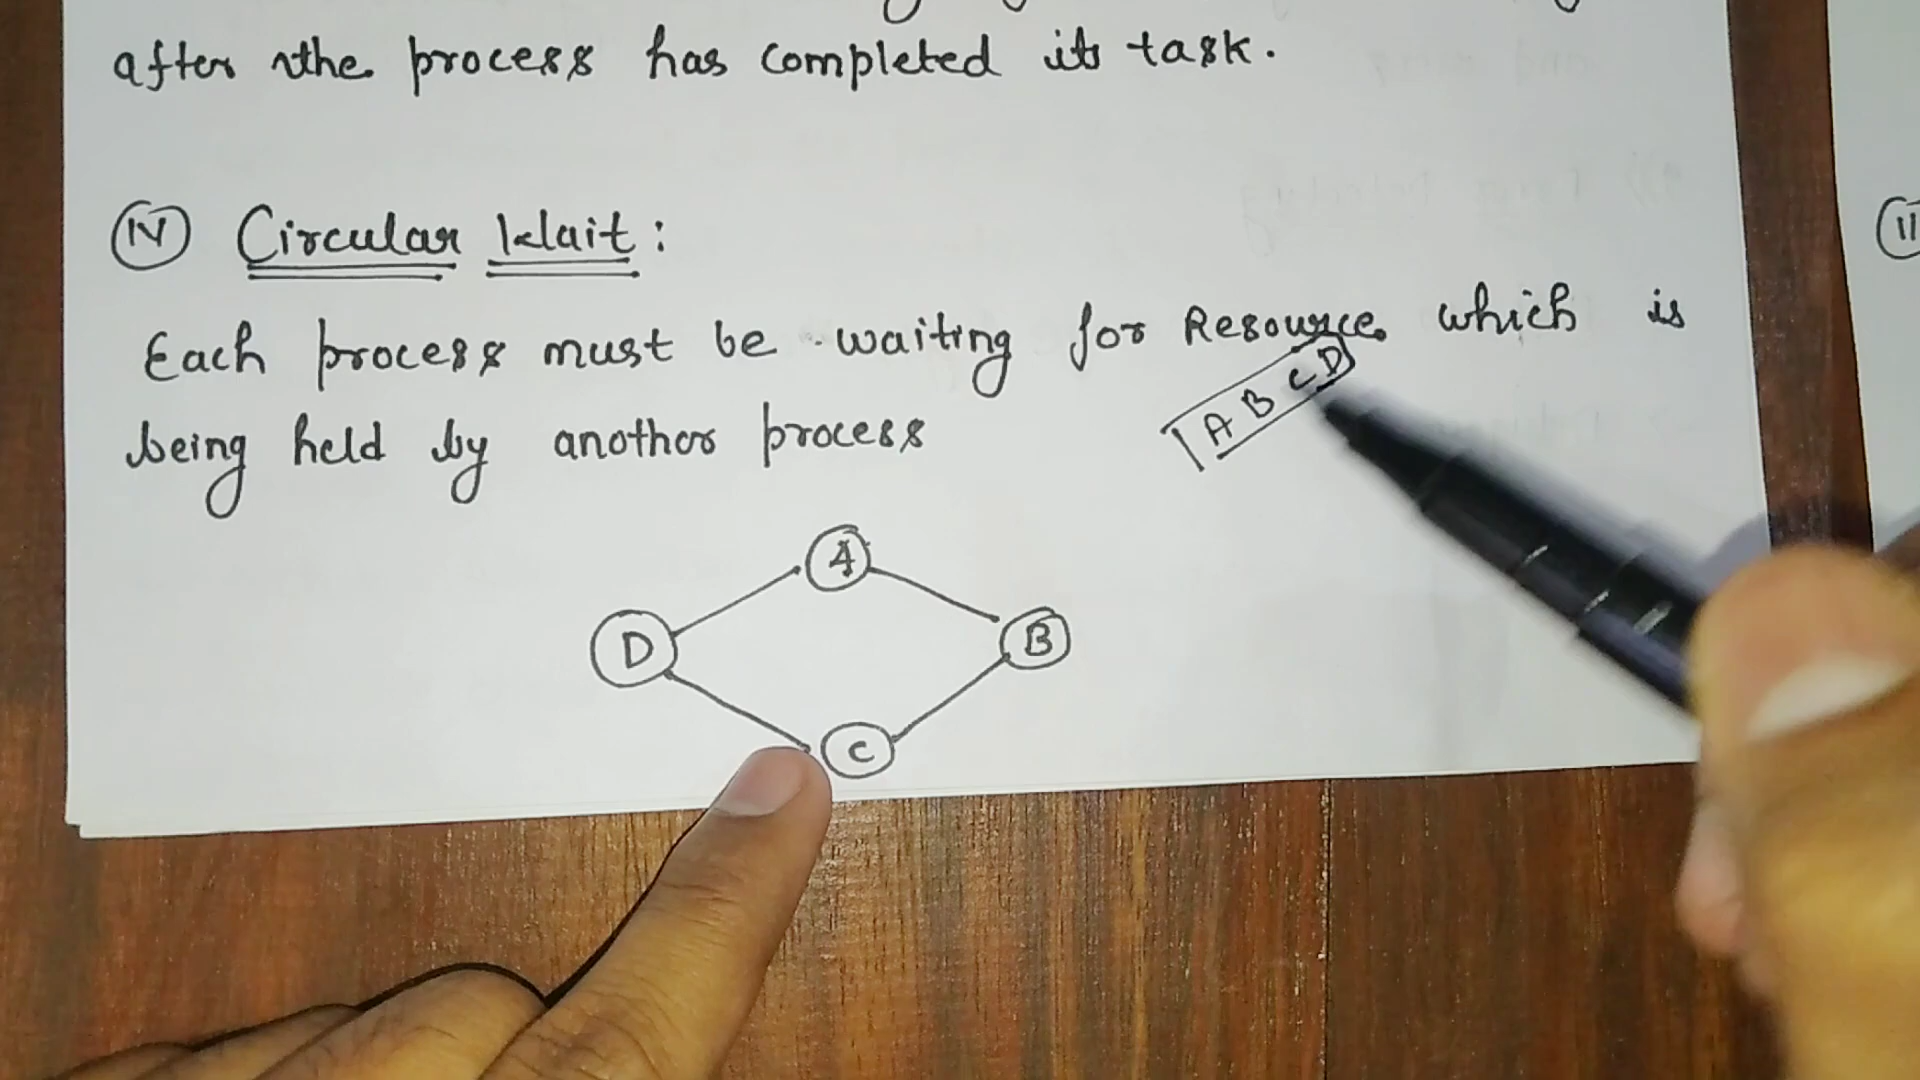 after the process has completed its task.
IV Circular Wait:
Each process must be waiting for Resource which is
being held by another process
A B C D
A
D
B
C
II